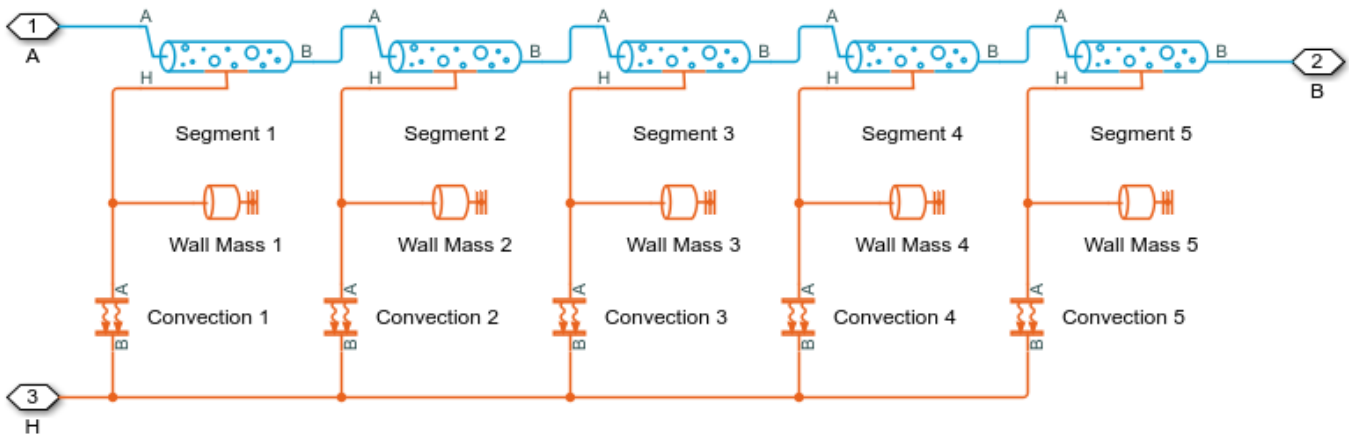 1 A A A A A
A B B B B B 2
H H H H H B
Segment 1 Segment 2 Segment 3 Segment 4 Segment 5
Wall Mass 1 Wall Mass 2 Wall Mass 3 Wall Mass 4 Wall Mass 5
A A A A A
Convection 1 Convection 2 Convection 3 Convection 4 Convection 5
B B B B B
3
H